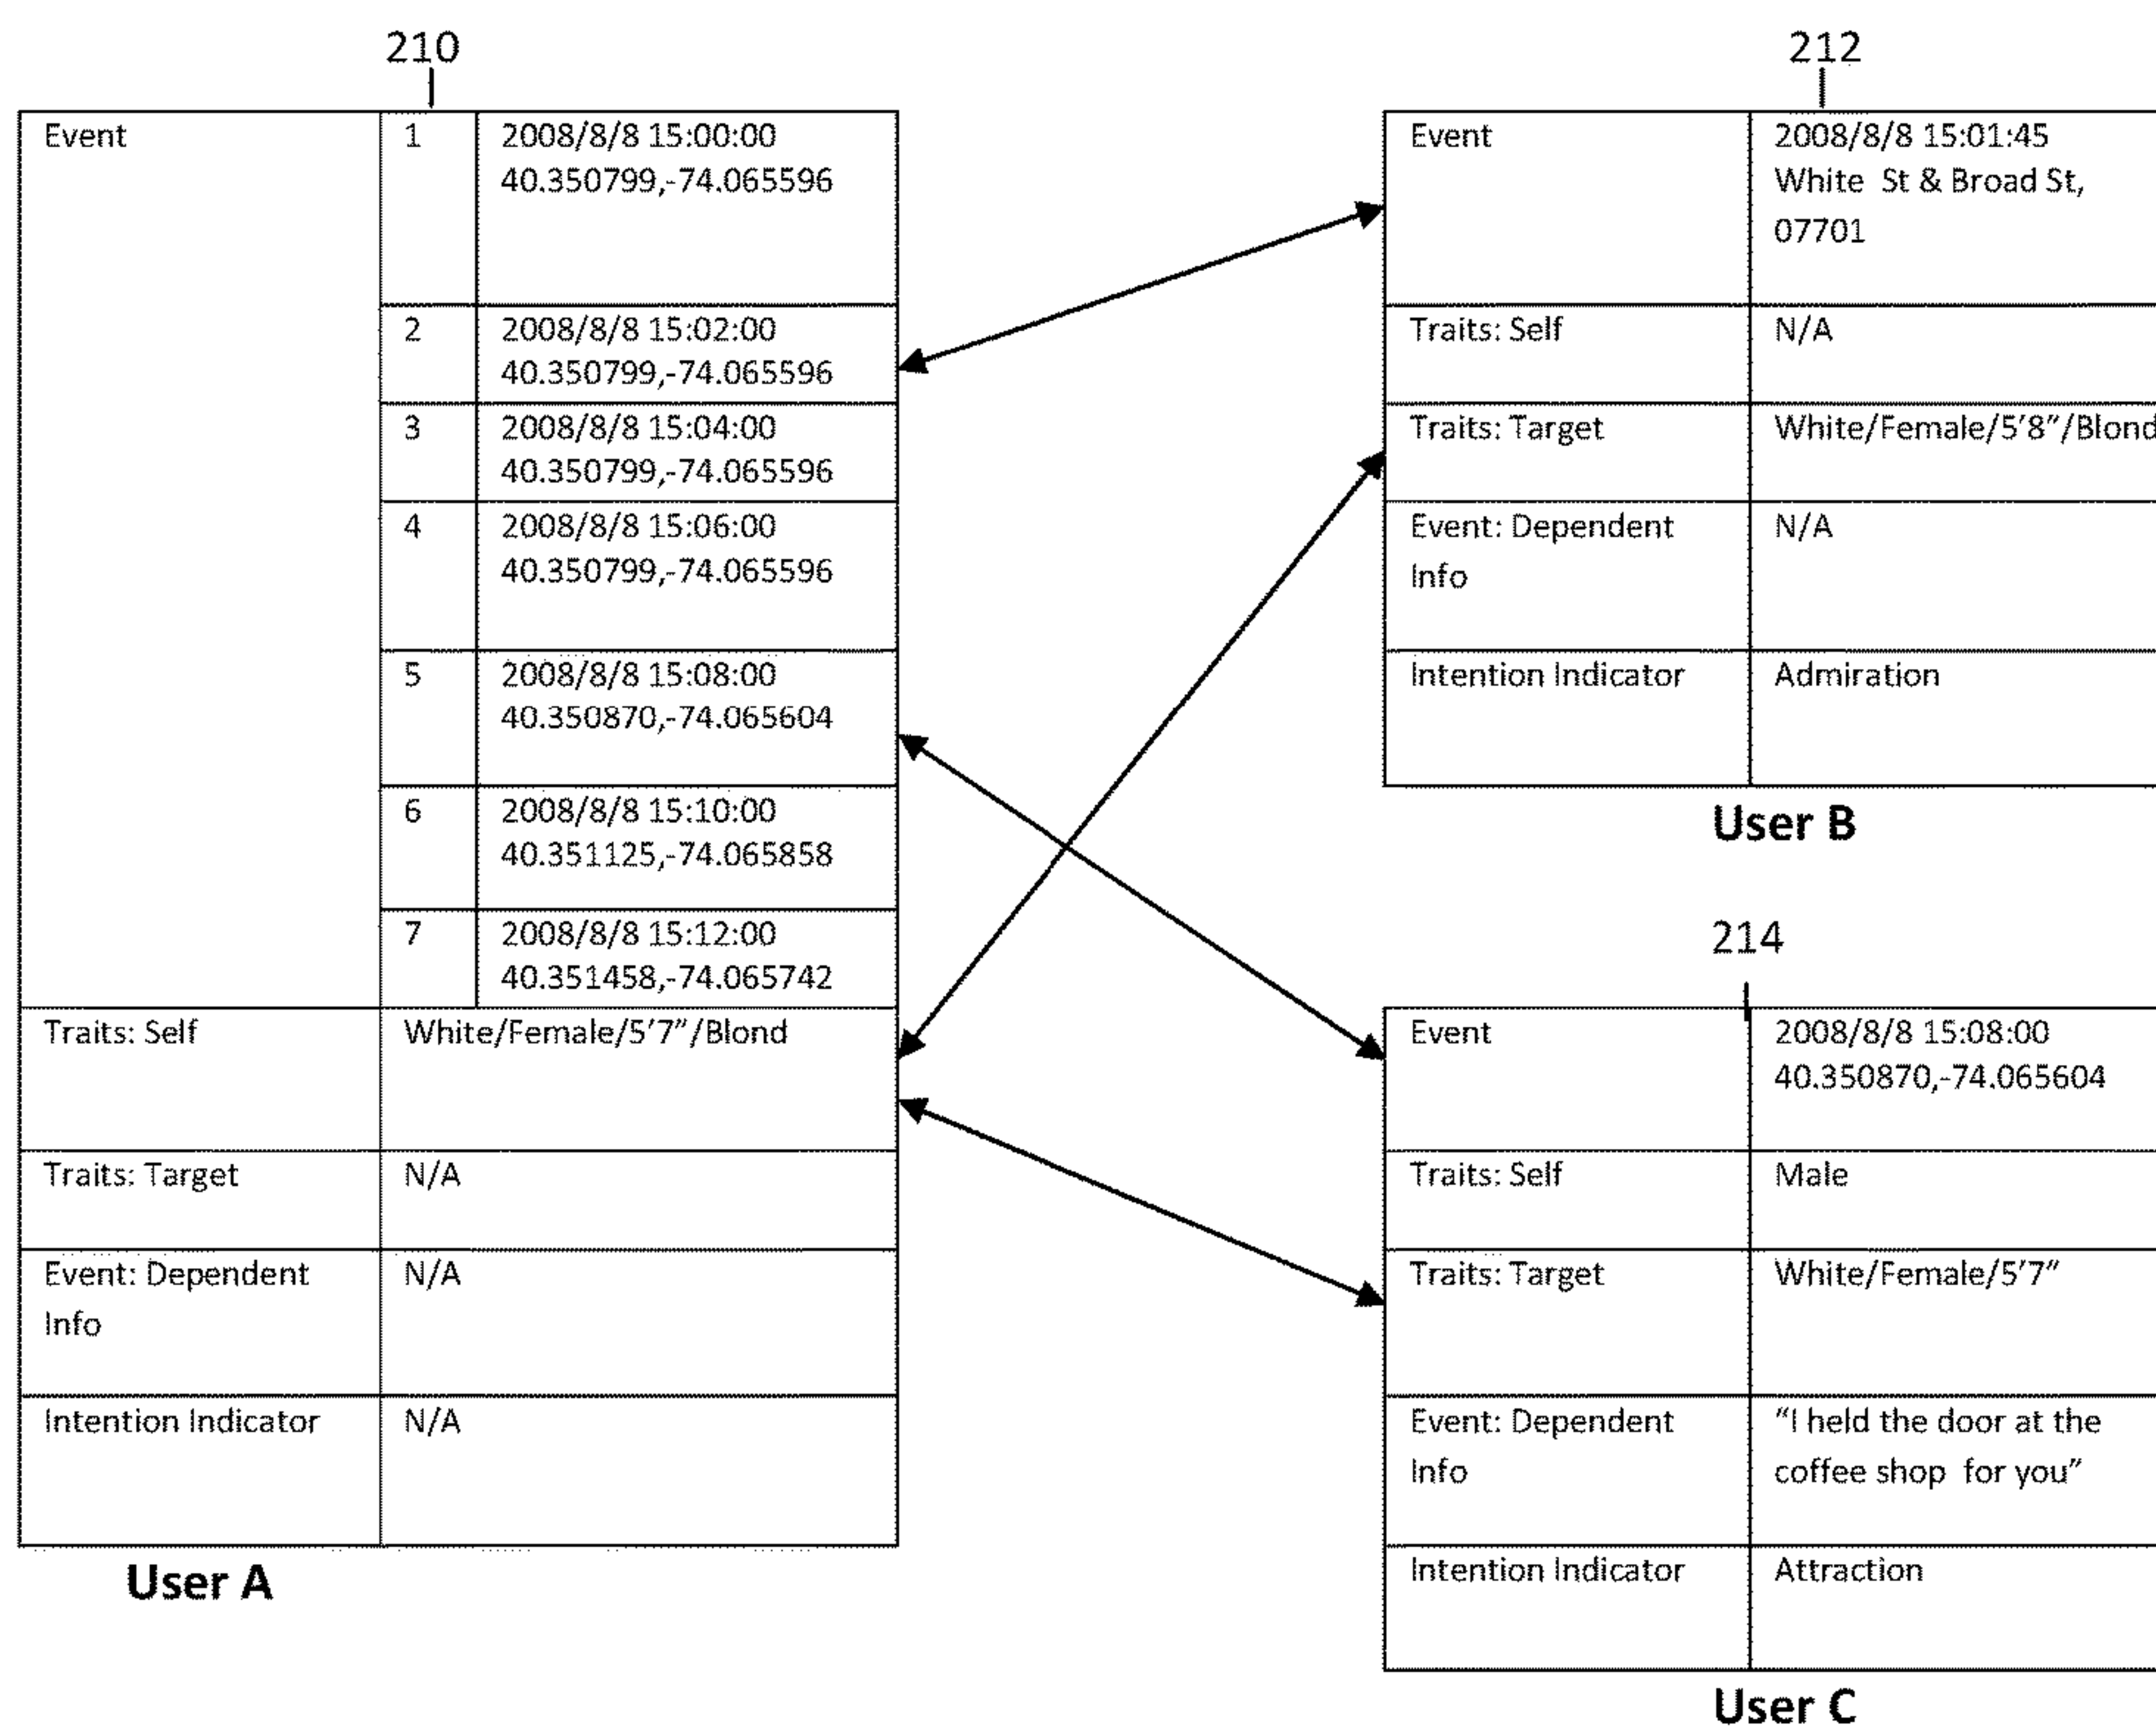 210
Event
1
2008/8/8 15:00:00
40.350799,-74.065596
2
2008/8/8 15:02:00
40.350799,-74.065596
3
2008/8/8 15:04:00
40.350799,-74.065596
4
2008/8/8 15:06:00
40.350799,-74.065596
5
2008/8/8 15:08:00
40.350870,-74.065604
6
2008/8/8 15:10:00
40.351125,-74.065858
7
2008/8/8 15:12:00
40.351458,-74.065742
Traits: Self
White/Female/5’7”/Blond
Traits: Target
N/A
Event: Dependent
Info
N/A
Intention Indicator
N/A
User A
212
Event
2008/8/8 15:01:45
White St & Broad St,
07701
Traits: Self
N/A
Traits: Target
White/Female/5’8”/Blond
Event: Dependent
Info
N/A
Intention Indicator
Admiration
User B
214
Event
2008/8/8 15:08:00
40.350870,-74.065604
Traits: Self
Male
Traits: Target
White/Female/5’7”
Event: Dependent
Info
“I held the door at the
coffee shop for you”
Intention Indicator
Attraction
User C